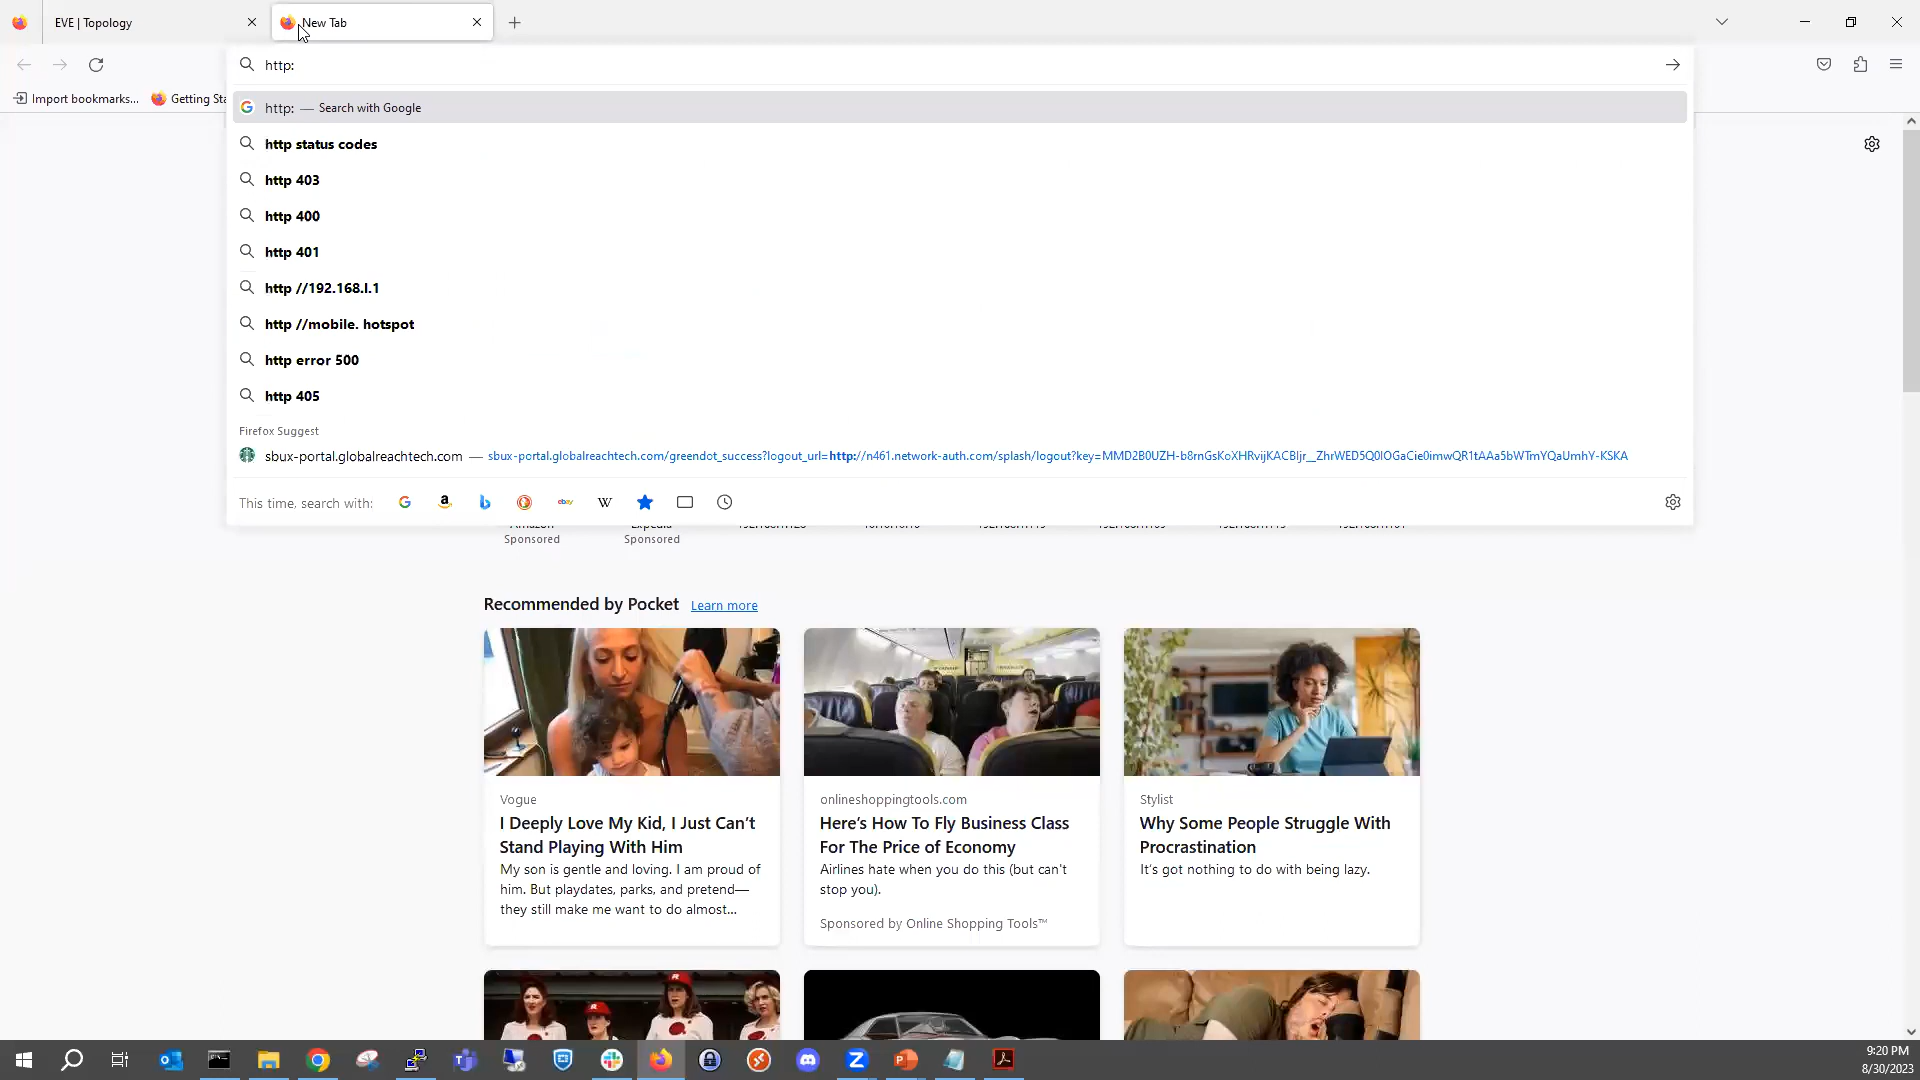 EVE | Topology
New Tab
http:
Import bookmarks...
Getting Sta
http: — Search with Google
http status codes
http 403
http 400
http 401
http //192.168.l.1
http //mobile. hotspot
http error 500
http 405
Firefox Suggest
sbux-portal.globalreachtech.com — sbux-portal.globalreachtech.com/greendot_success?logout_url=http://n461.network-auth.com/splash/logout?key=MMD2B0UZH-b8rnGsKoXHRvijKACBljr__ZhrWED5Q0lOGaCie0imwQR1tAAa5bWTmYQaUmhY-KSKA
This time, search with:
Sponsored
Sponsored
Recommended by Pocket Learn more
Vogue
I Deeply Love My Kid, I Just Can’t
Stand Playing With Him
My son is gentle and loving. I am proud of
him. But playdates, parks, and pretend—
they still make me want to do almost...
onlineshoppingtools.com
Here’s How To Fly Business Class
For The Price of Economy
Airlines hate when you do this (but can't
stop you).
Sponsored by Online Shopping Tools™
Stylist
Why Some People Struggle With
Procrastination
It’s got nothing to do with being lazy.
9:20 PM
8/30/2023